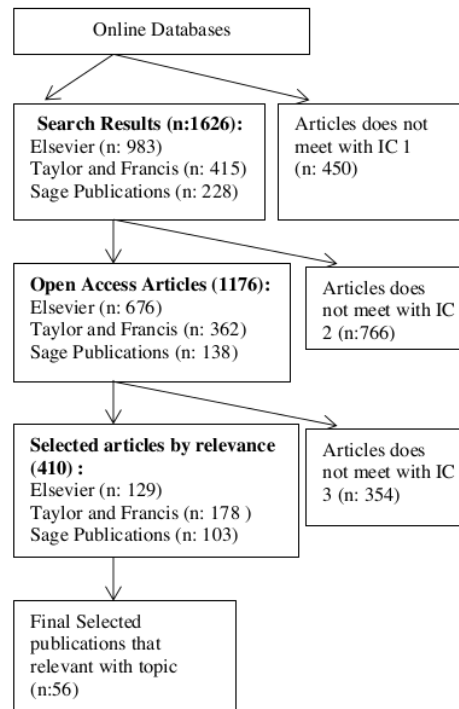 Online Databases
Search Results (n:1626):
Elsevier (n: 983)
Taylor and Francis (n: 415)
Sage Publications (n: 228)
Articles does not
meet with IC 1
(n: 450)
Open Access Articles (1176):
Elsevier (n: 676)
Taylor and Francis (n: 362)
Sage Publications (n: 138)
Articles does
not meet with IC
2 (n:766)
Selected articles by relevance
(410) :
Elsevier (n: 129)
Taylor and Francis (n: 178 )
Sage Publications (n: 103)
Articles does
not meet with IC
3 (n: 354)
Final Selected
publications that
relevant with topic
(n:56)